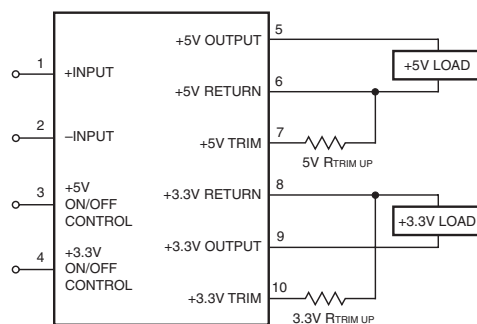 1
+INPUT
2
–INPUT
3
+5V
ON/OFF
CONTROL
4
+3.3V
ON/OFF
CONTROL
+5V OUTPUT
5
+5V RETURN
6
+5V TRIM
7
+3.3V RETURN
8
+3.3V OUTPUT
9
+3.3V TRIM
10
+5V LOAD
5V RTRIM UP
+3.3V LOAD
3.3V RTRIM UP